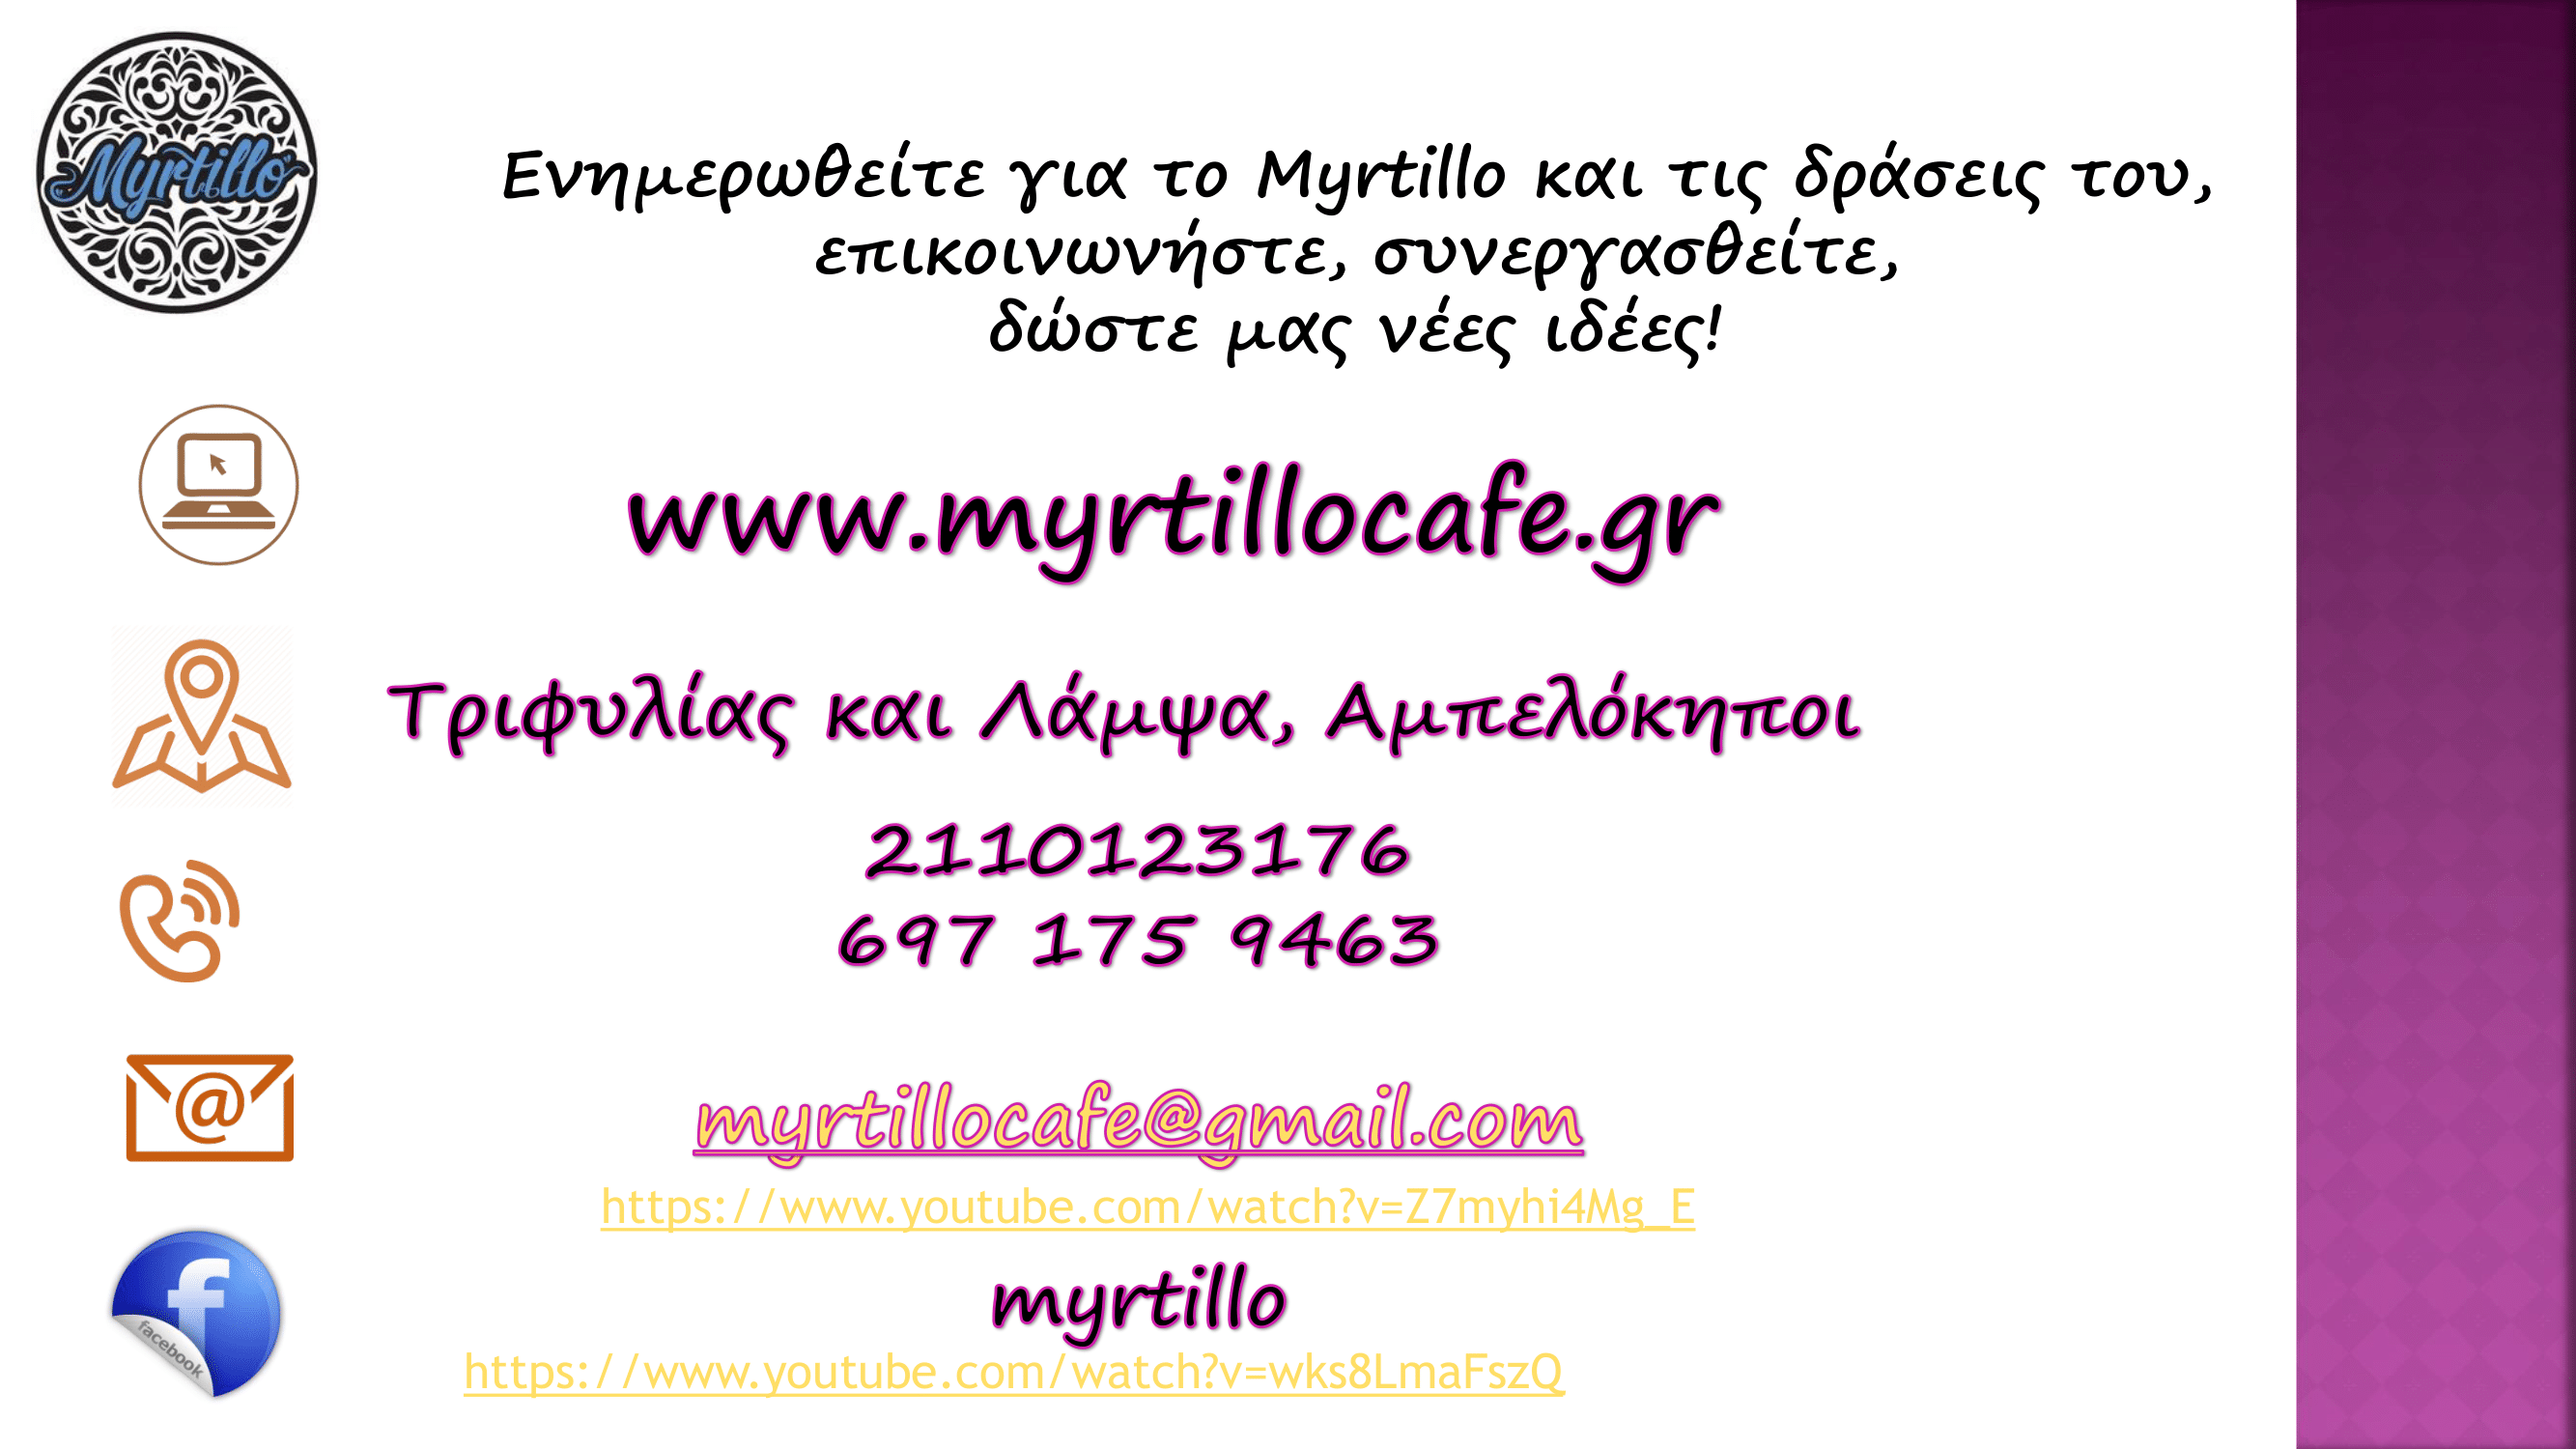 Myrtillo
Ενημερωθείτε για το Myrtillo και τις δράσεις του,
επικοινωνήστε, συνεργασθείτε,
δώστε μας νέες ιδέες!
www.myrtillocafe.gr
Τριφυλίας και Λάμψα, Αμπελόκηποι
2110123176
697 175 9463
@
myrtillocafe@gmail.com
https://www.youtube.com/watch?v=Z7myhi4Mg_E
f
facebook
myrtillo
https://www.youtube.com/watch?v=wks8LmaFszQ